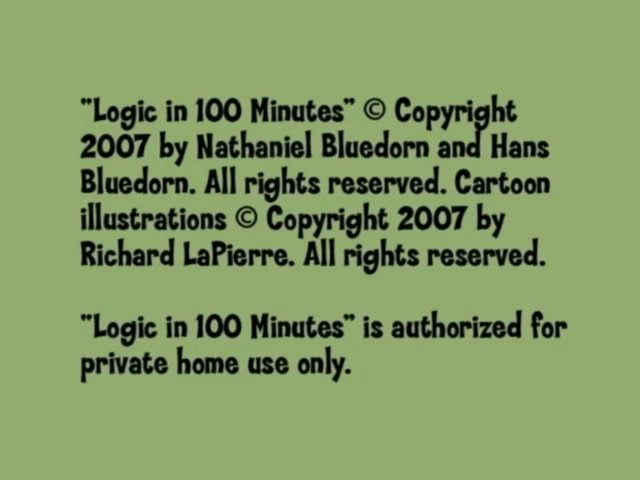 "Logic in 100 Minutes" © Copyright
2007 by Nathaniel Bluedorn and Hans
Bluedorn. All rights reserved. Cartoon
illustrations © Copyright 2007 by
Richard LaPierre. All rights reserved.
"Logic in 100 Minutes" is authorized for
private home use only.